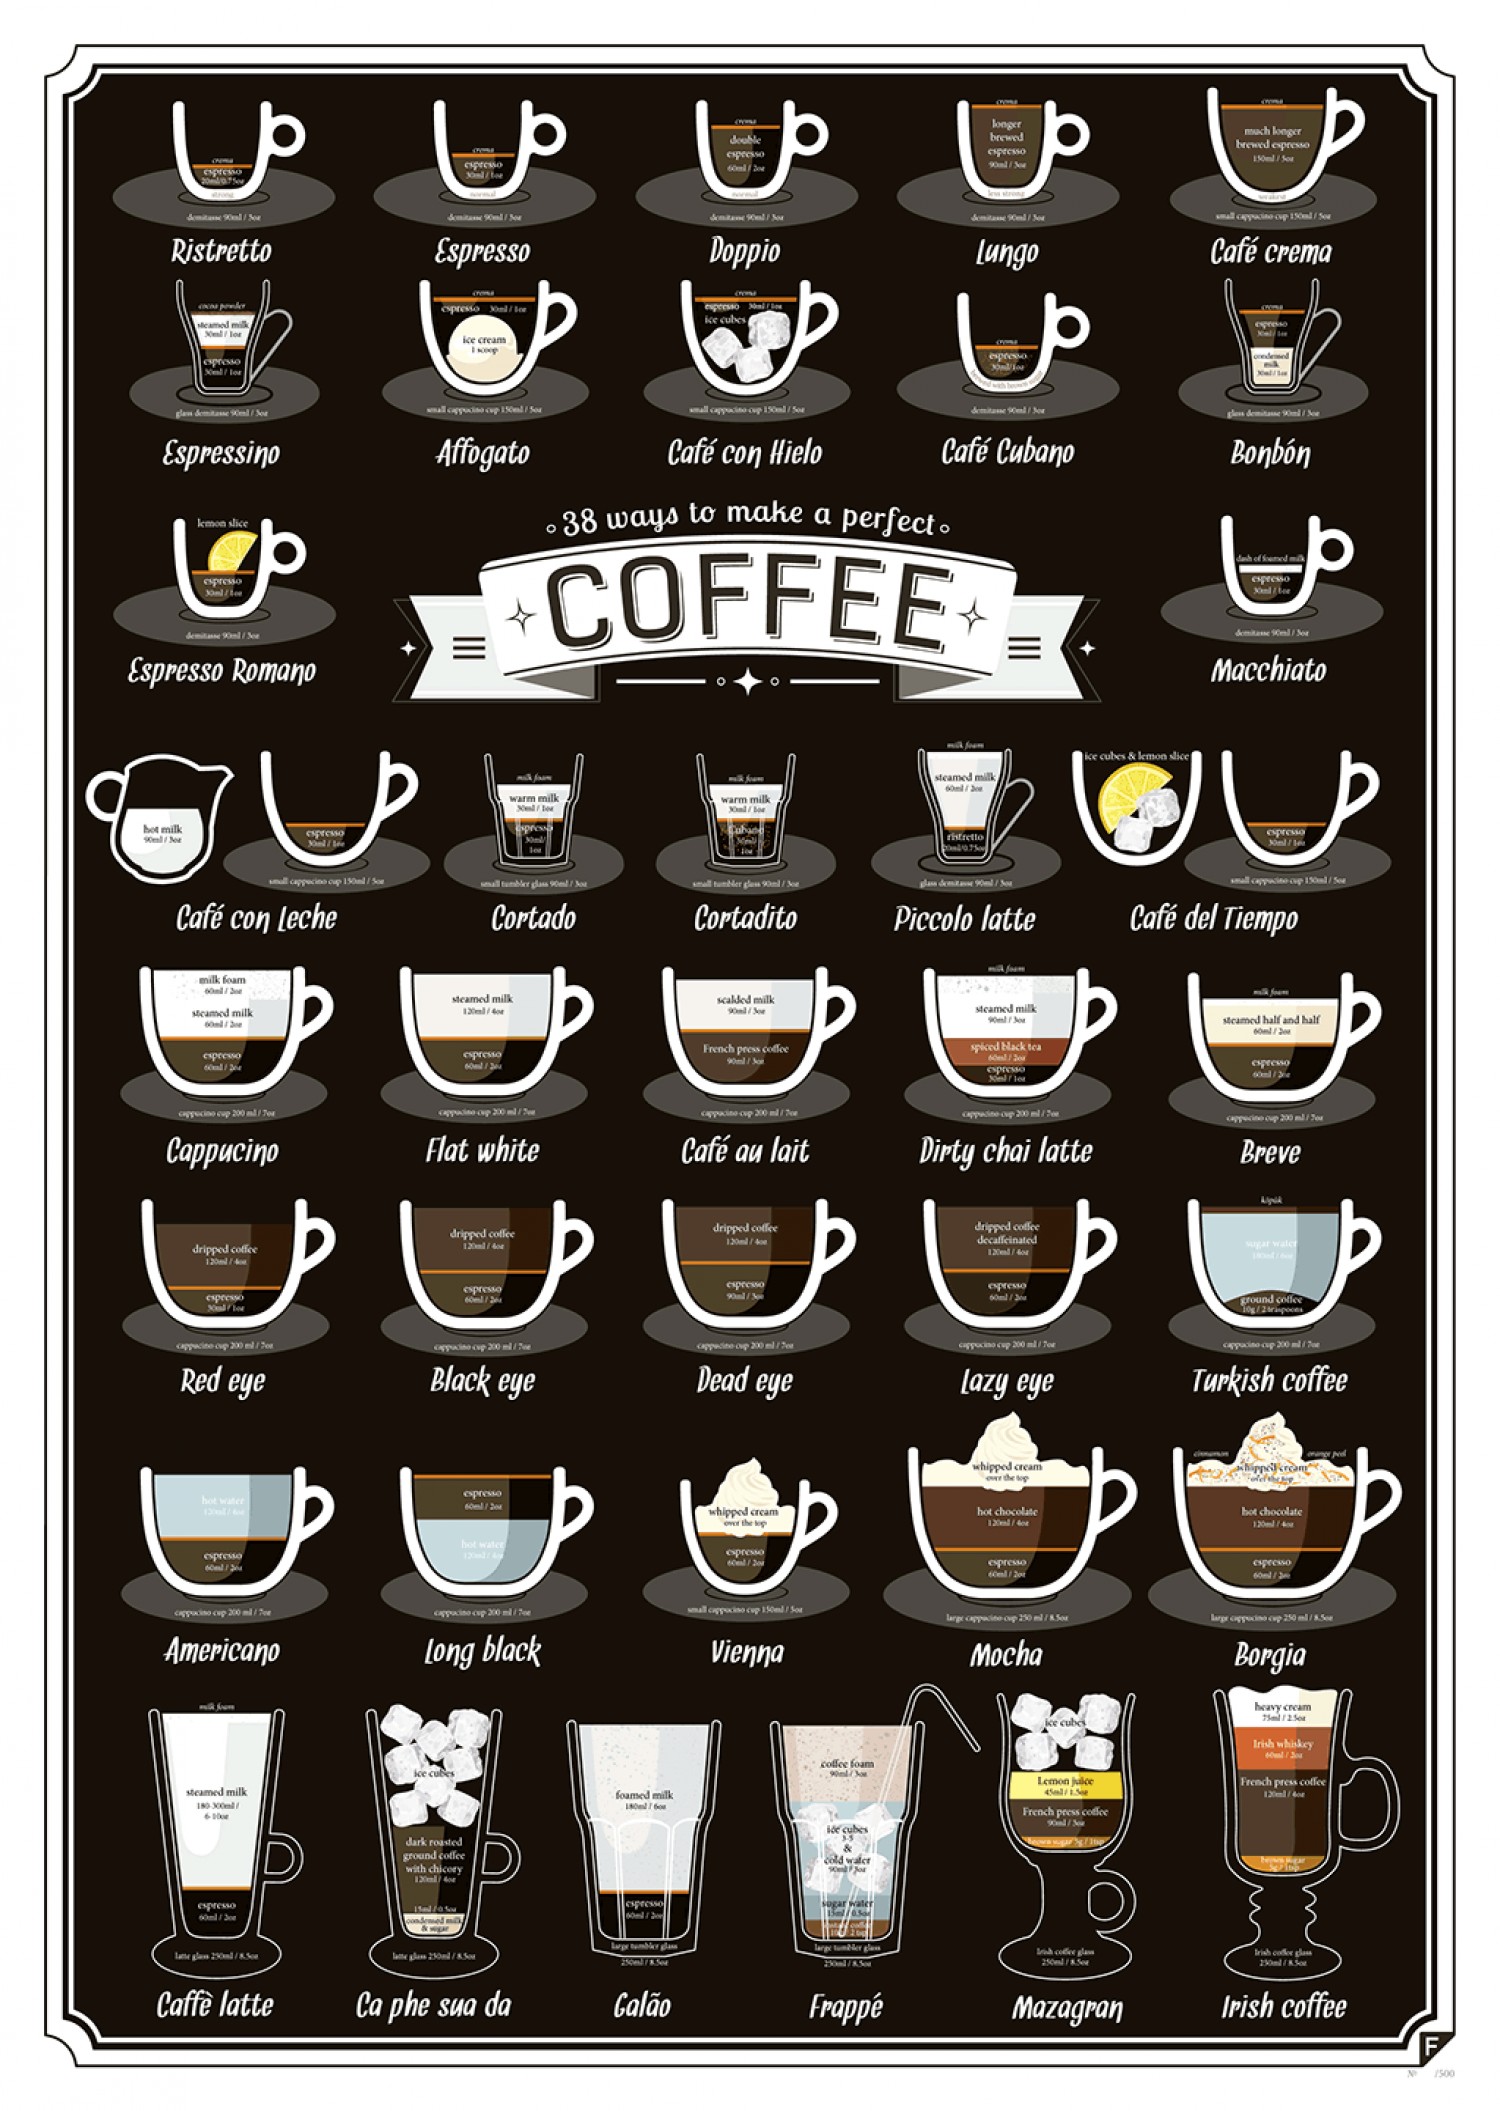 crema
espresso
20ml/0.75oz
strong
demitasse 90ml / 3oz
Ristretto
crema
espresso
30ml / 1oz
normal
demitasse 90ml / 3oz
Espresso
crema
double
espresso
60ml / 2oz
normal
demitasse 90ml / 3oz
Doppio
crema
longer
brewed
espresso
90ml / 3oz
less strong
demitasse 90ml / 3oz
Lungo
crema
much longer
brewed espresso
150ml / 5oz
weakest
small cappucino cup 150ml / 5oz
Café crema
cocoa powder
steamed milk
30ml / 1oz
espresso
30ml / 1oz
glass demitasse 90ml / 3oz
Espressino
crema
espresso 30ml / 1oz
ice cream
1 scoop
small cappucino cup 150ml / 5oz
Affogato
crema
espresso 30ml / 1oz
ice cubes
small cappucino cup 150ml / 5oz
Café con Hielo
crema
espresso
30ml/1oz
brewed with brown sugar
demitasse 90ml / 3oz
Café Cubano
crema
espresso
30ml / 1oz
condensed
milk
30ml / 1oz
glass demitasse 90ml / 3oz
Bonbón
lemon slice
espresso
30ml / 1oz
demitasse 90ml / 3oz
Espresso Romano
38 ways to make a perfect
COFFEE
dash of foamed milk
espresso
30ml / 1oz
demitasse 90ml / 3oz
Macchiato
hot milk
90ml / 3oz
espresso
30ml / 1oz
small cappucino cup 150ml / 5oz
Café con Leche
milk foam
warm milk
30ml / 1oz
espresso
30ml/
1oz
small tumbler glass 90ml / 3oz
Cortado
milk foam
warm milk
30ml / 1oz
Cubano
30ml/
1oz
small tumbler glass 90ml / 3oz
Cortadito
milk foam
steamed milk
60ml / 2oz
ristretto
20ml/0.75oz
glass demitasse 90ml / 3oz
Piccolo latte
ice cubes & lemon slice
espresso
30ml / 1oz
small cappucino cup 150ml / 5oz
Café del Tiempo
milk foam
60ml / 2oz
steamed milk
60ml / 2oz
espresso
60ml / 2oz
cappucino cup 200 ml / 7oz
Cappucino
steamed milk
120ml / 4oz
espresso
60ml / 2oz
cappucino cup 200 ml / 7oz
Flat white
scalded milk
90ml / 3oz
French press coffee
90ml / 3oz
cappucino cup 200 ml / 7oz
Café au lait
milk foam
steamed milk
90ml / 3oz
spiced black tea
60ml / 2oz
espresso
30ml / 1oz
cappucino cup 200 ml / 7oz
Dirty chai latte
milk foam
steamed half and half
60ml / 2oz
espresso
60ml / 2oz
cappucino cup 200 ml / 7oz
Breve
dripped coffee
120ml / 4oz
espresso
30ml / 1oz
cappucino cup 200 ml / 7oz
Red eye
dripped coffee
120ml / 4oz
espresso
60ml / 2oz
cappucino cup 200 ml / 7oz
Black eye
dripped coffee
120ml / 4oz
espresso
90ml / 3oz
cappucino cup 200 ml / 7oz
Dead eye
dripped coffee
decaffeinated
120ml / 4oz
espresso
60ml / 2oz
cappucino cup 200 ml / 7oz
Lazy eye
köpük
sugar water
180ml / 6oz
ground coffee
10g / 2 teaspoons
cappucino cup 200 ml / 7oz
Turkish coffee
hot water
120ml / 4oz
espresso
60ml / 2oz
cappucino cup 200 ml / 7oz
Americano
espresso
60ml / 2oz
hot water
120ml / 4oz
cappucino cup 200 ml / 7oz
Long black
whipped cream
over the top
espresso
60ml / 2oz
small cappucino cup 150ml / 5oz
Vienna
whipped cream
over the top
hot chocolate
120ml / 4oz
espresso
60ml / 2oz
large cappucino cup 250 ml / 8.5oz
Mocha
cinnamon orange peel
whipped cream
over the top
hot chocolate
120ml / 4oz
espresso
60ml / 2oz
large cappucino cup 250 ml / 8.5oz
Borgia
milk foam
steamed milk
180-300ml /
6-10oz
espresso
60ml / 2oz
latte glass 250ml / 8.5oz
Caffè latte
ice cubes
dark roasted
ground coffee
with chicory
120ml / 4oz
15ml / 0.5oz
condensed milk
& sugar
latte glass 250ml / 8.5oz
Ca phe sua da
foamed milk
180ml / 6oz
espresso
60ml / 2oz
large tumbler glass
250ml / 8.5oz
Galão
coffee foam
90ml / 3oz
ice cubes
3-5
&
cold water
90ml / 3oz
sugar water
15ml / 0.5oz
instant coffee
large tumbler glass
250ml / 8.5oz
Frappé
ice cubes
Lemon juice
45ml / 1.5oz
French press coffee
90ml / 3oz
brown sugar 5g / 1tsp
Irish coffee glass
250ml / 8.5oz
Mazagran
heavy cream
75ml / 2.5oz
Irish whiskey
60ml / 2oz
French press coffee
120ml / 4oz
brown sugar
5g / 1tsp
Irish coffee glass
250ml / 8.5oz
Irish coffee
F
Nº /500